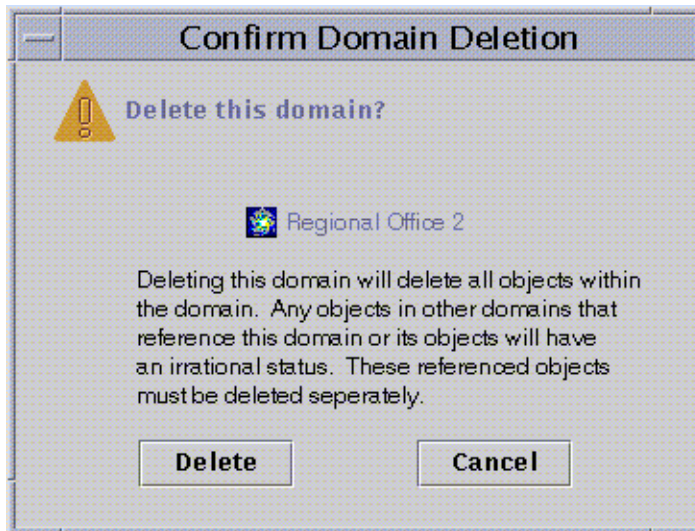 Confirm Domain Deletion
Delete this domain?
Regional Office 2
Deleting this domain will delete all objects within
the domain. Any objects in other domains that
reference this domain or its objects will have
an irrational status. These referenced objects
must be deleted seperately.
Delete
Cancel